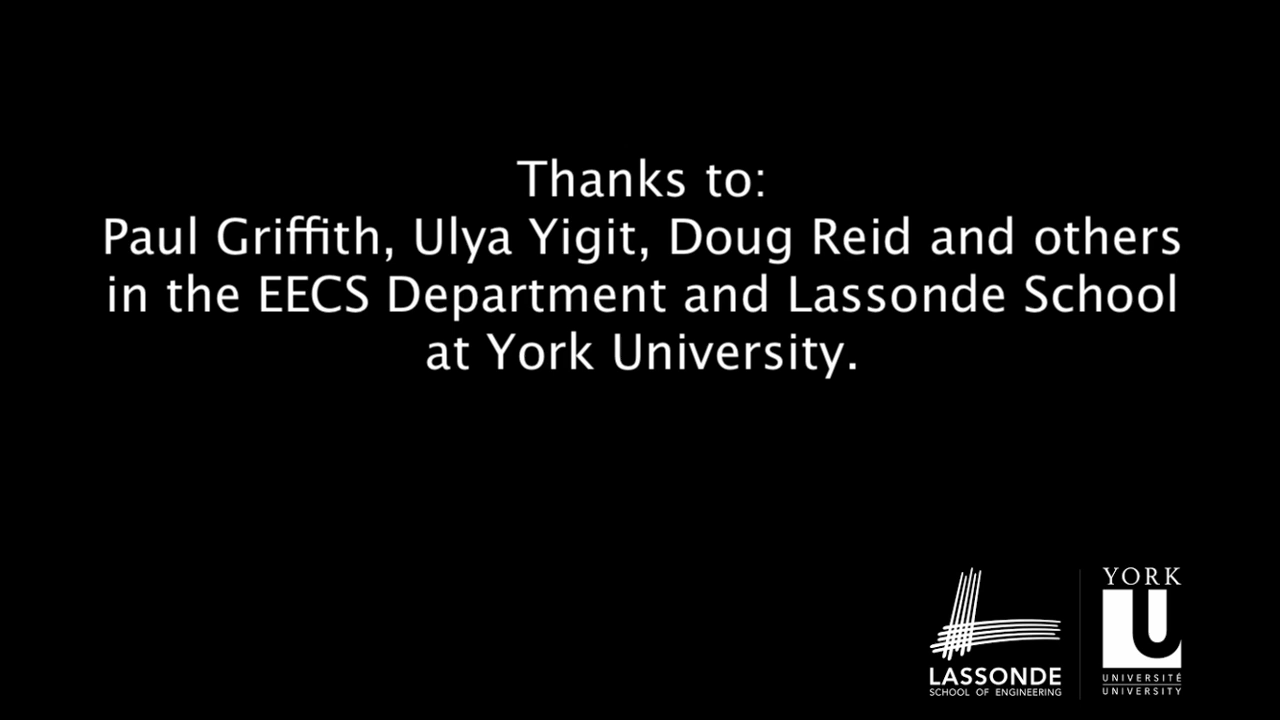 Thanks to:
Paul Griffith, Ulya Yigit, Doug Reid and others
in the EECS Department and Lassonde School
at York University.
LASSONDE
SCHOOL OF ENGINEERING
YORK
U
UNIVERSITÉ
UNIVERSITY